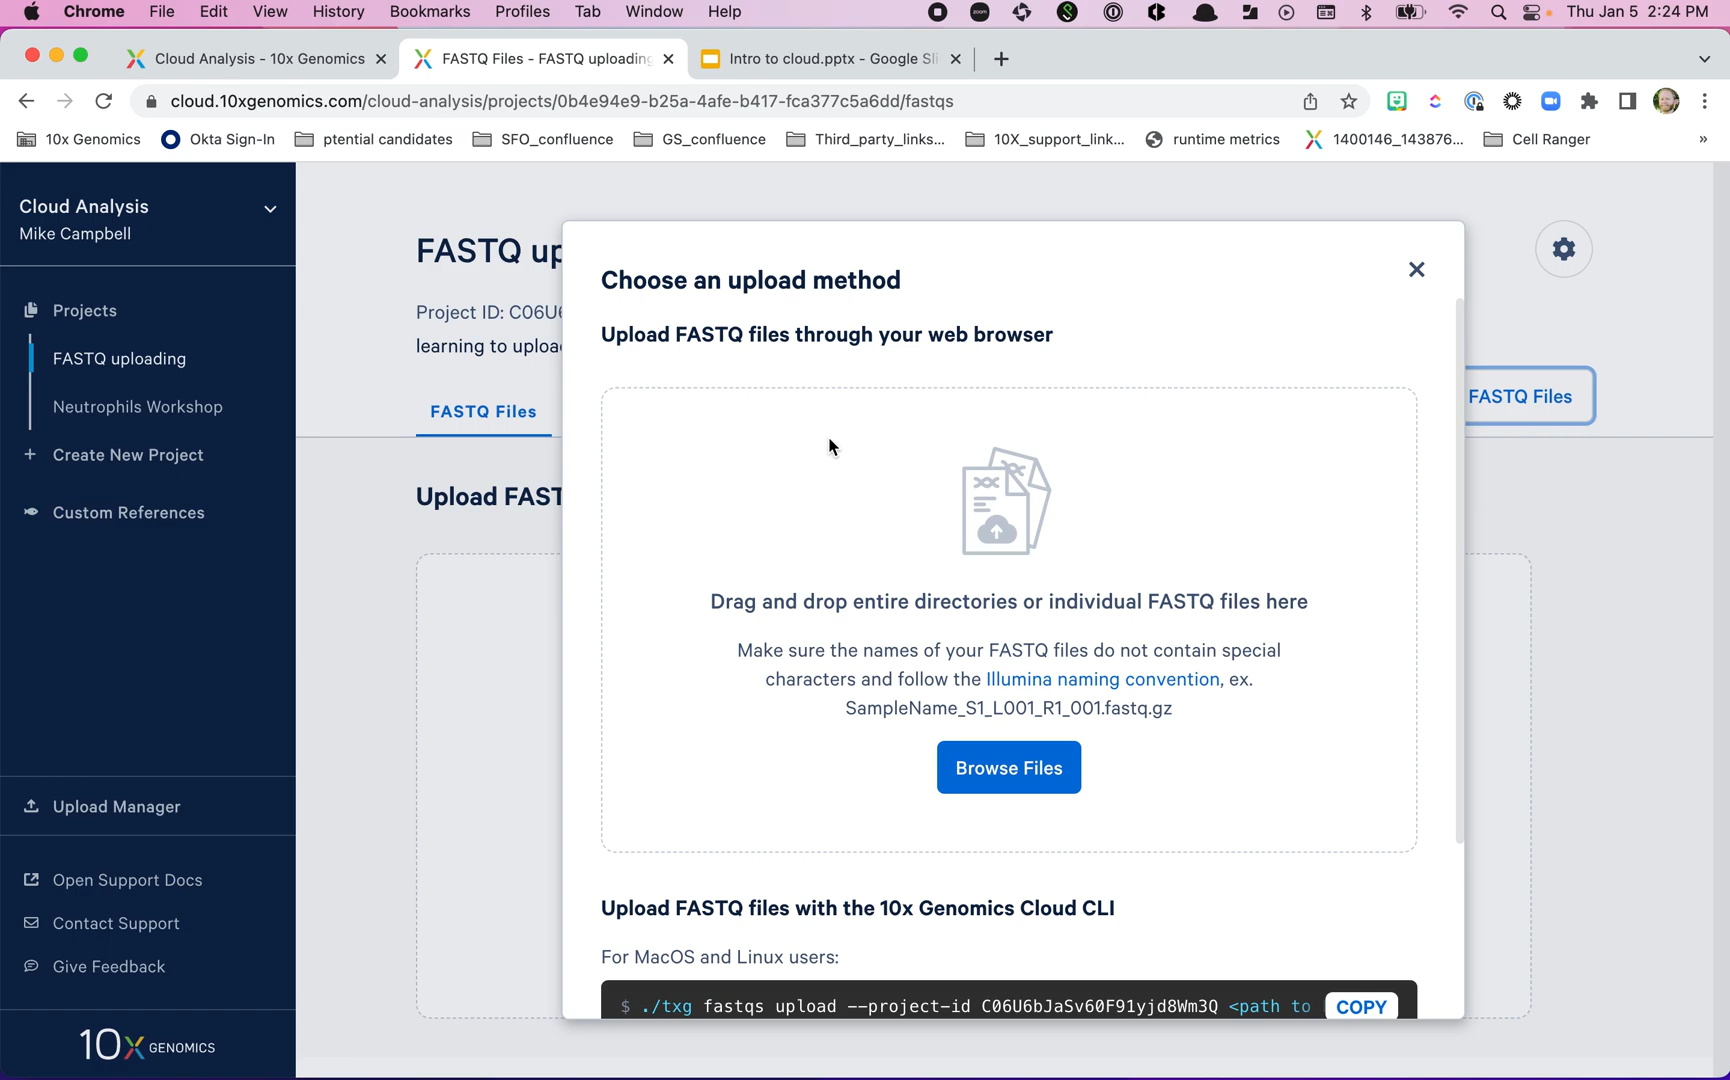 Chrome File Edit View History Bookmarks Profiles Tab Window Help Thu Jan 5 2:24 PM
Cloud Analysis - 10x Genomics
FASTQ Files - FASTQ uploading
Intro to cloud.pptx - Google Sli
cloud.10xgenomics.com/cloud-analysis/projects/0b4e94e9-b25a-4afe-b417-fca377c5a6dd/fastqs
10x Genomics Okta Sign-In ptential candidates SFO_confluence GS_confluence Third_party_links... 10X_support_link... runtime metrics 1400146_143876... Cell Ranger »
Cloud Analysis
Mike Campbell
Projects
FASTQ uploading
Neutrophils Workshop
+ Create New Project
Custom References
Upload Manager
Open Support Docs
Contact Support
Give Feedback
10X GENOMICS
FASTQ up
Project ID: C06U6
learning to uploa
FASTQ Files
FASTQ Files
Upload FAST
Choose an upload method
Upload FASTQ files through your web browser
Drag and drop entire directories or individual FASTQ files here
Make sure the names of your FASTQ files do not contain special
characters and follow the Illumina naming convention, ex.
SampleName_S1_L001_R1_001.fastq.gz
Browse Files
Upload FASTQ files with the 10x Genomics Cloud CLI
For MacOS and Linux users:
$ ./txg fastqs upload --project-id C06U6bJaSv60F91yjd8Wm3Q <path to COPY